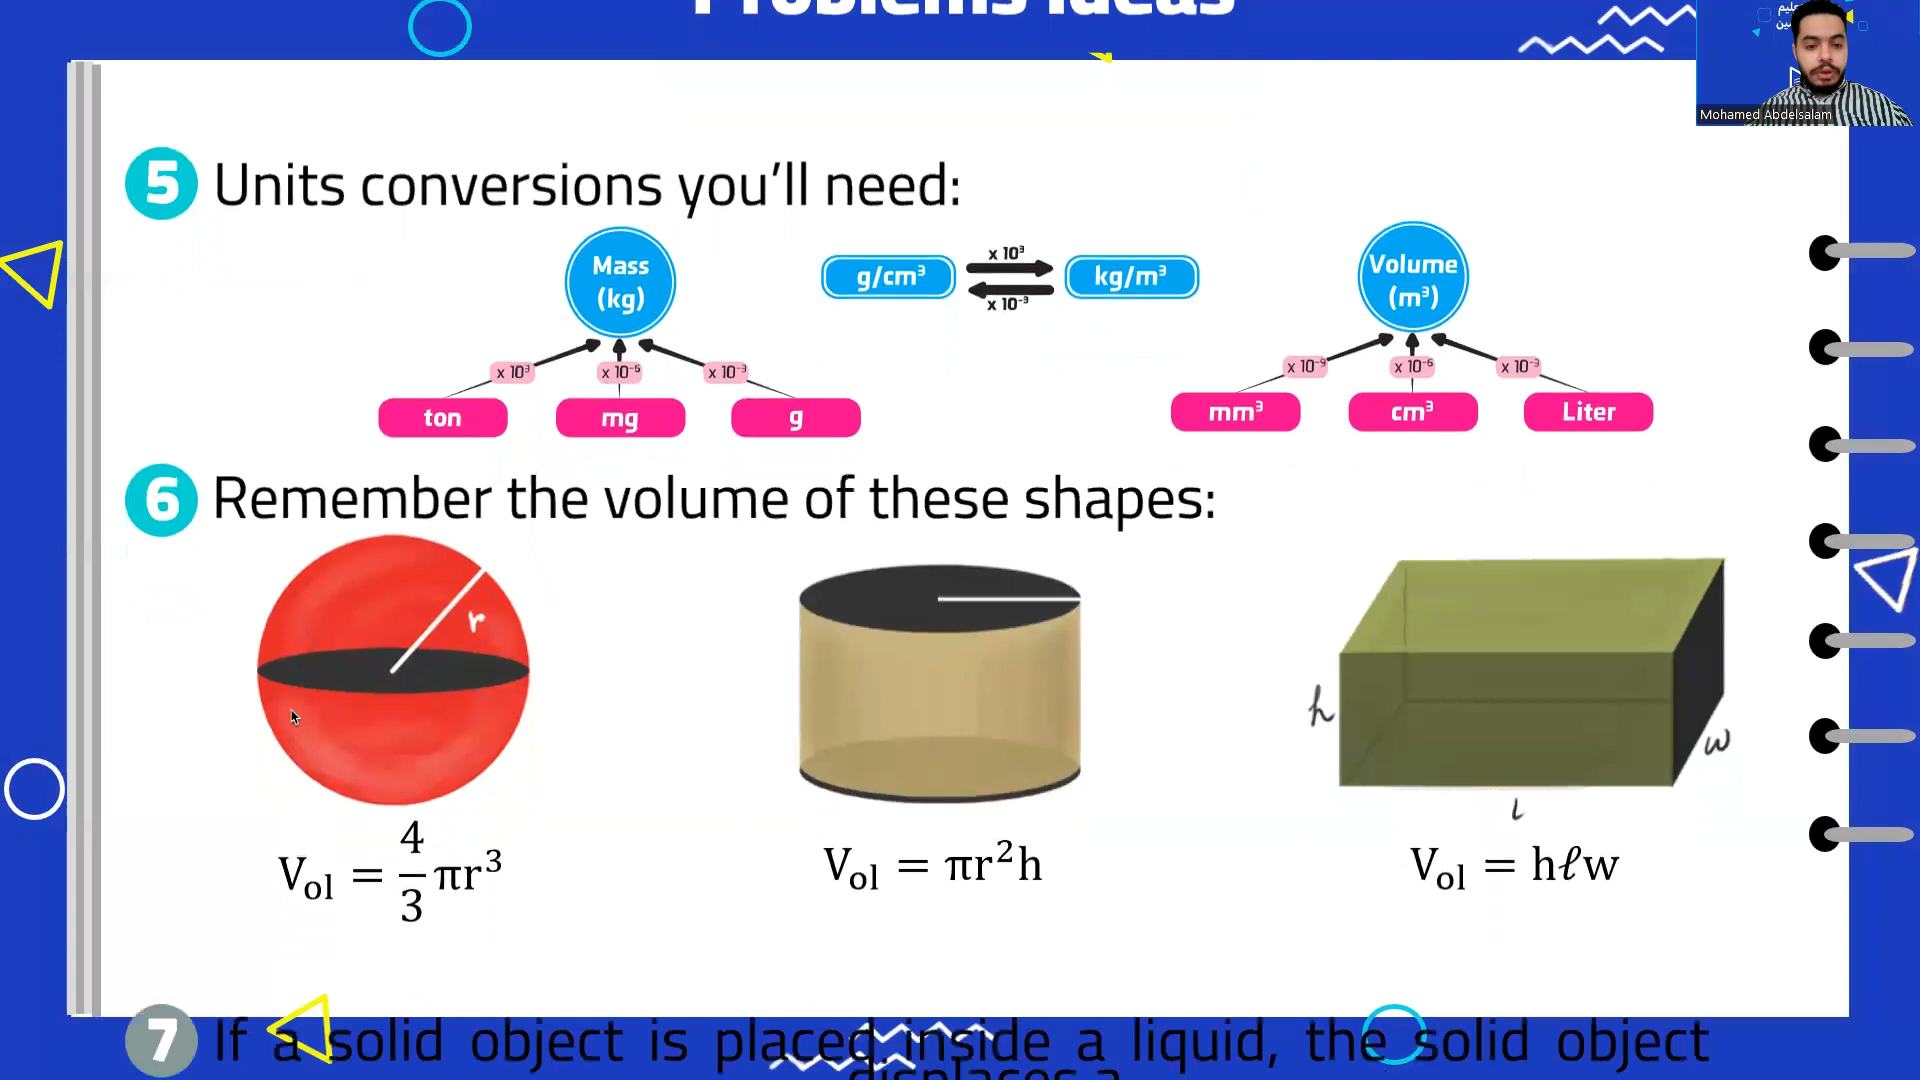 Problems Ideas
Mohamed Abdelsalam
5 Units conversions you'll need:
Mass
(kg)
x 10³
x 10⁻⁶
x 10⁻³
ton
mg
g
g/cm³
x 10³
x 10⁻³
kg/m³
Volume
(m³)
x 10⁻⁹
x 10⁻⁶
x 10⁻³
mm³
cm³
Liter
6 Remember the volume of these shapes:
r
h
w
l
Vol = 4/3 πr³
Vol = πr²h
Vol = hℓw
7 If a solid object is placed inside a liquid, the solid object
displaces a